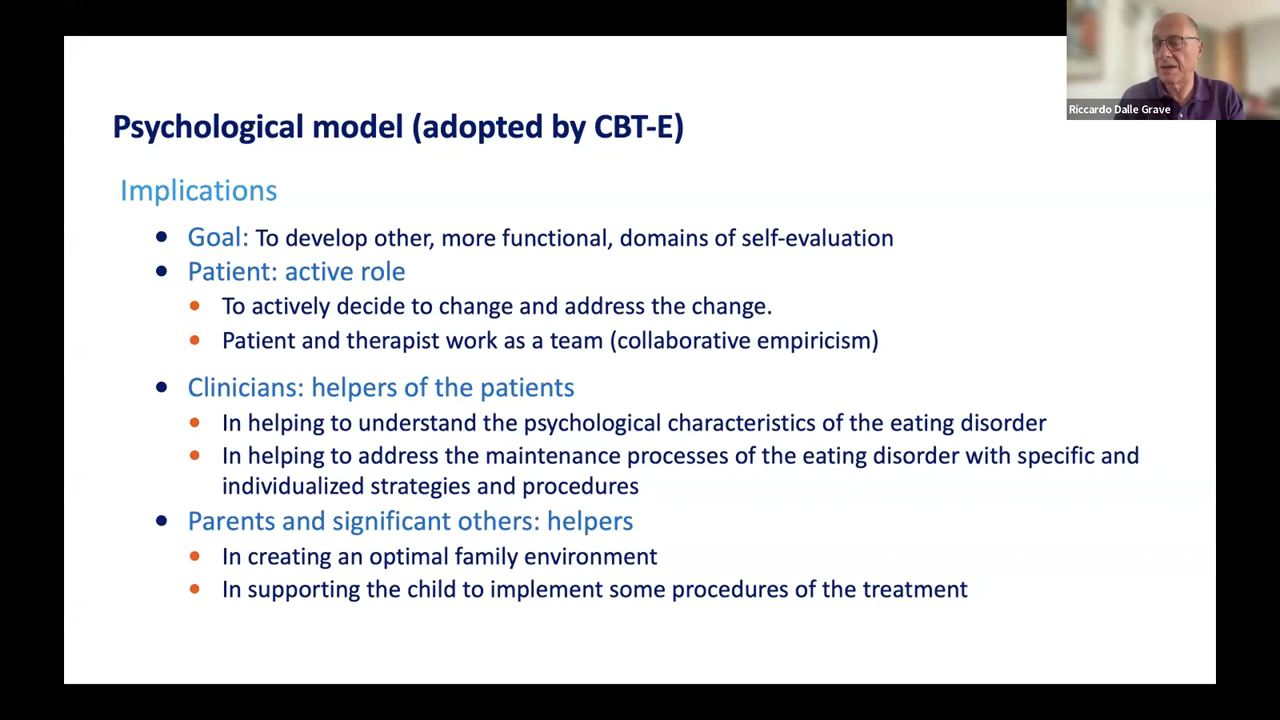 Riccardo Dalle Grave
Psychological model (adopted by CBT-E)
Implications
• Goal: To develop other, more functional, domains of self-evaluation
• Patient: active role
• To actively decide to change and address the change.
• Patient and therapist work as a team (collaborative empiricism)
• Clinicians: helpers of the patients
• In helping to understand the psychological characteristics of the eating disorder
• In helping to address the maintenance processes of the eating disorder with specific and
individualized strategies and procedures
• Parents and significant others: helpers
• In creating an optimal family environment
• In supporting the child to implement some procedures of the treatment